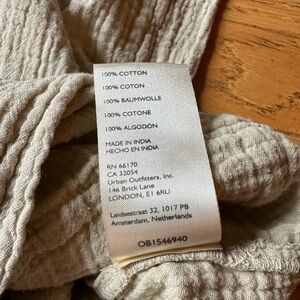 100% COTTON
100% COTON
100% BAUMWOLLE
100% COTONE
100% ALGODÓN
MADE IN INDIA
HECHO EN INDIA
RN 66170
CA 32054
Urban Outfitters, Inc.
146 Brick Lane
LONDON, E1 6RU
Leidsestraat 32, 1017 PB
Amsterdam, Netherlands
OB1546940